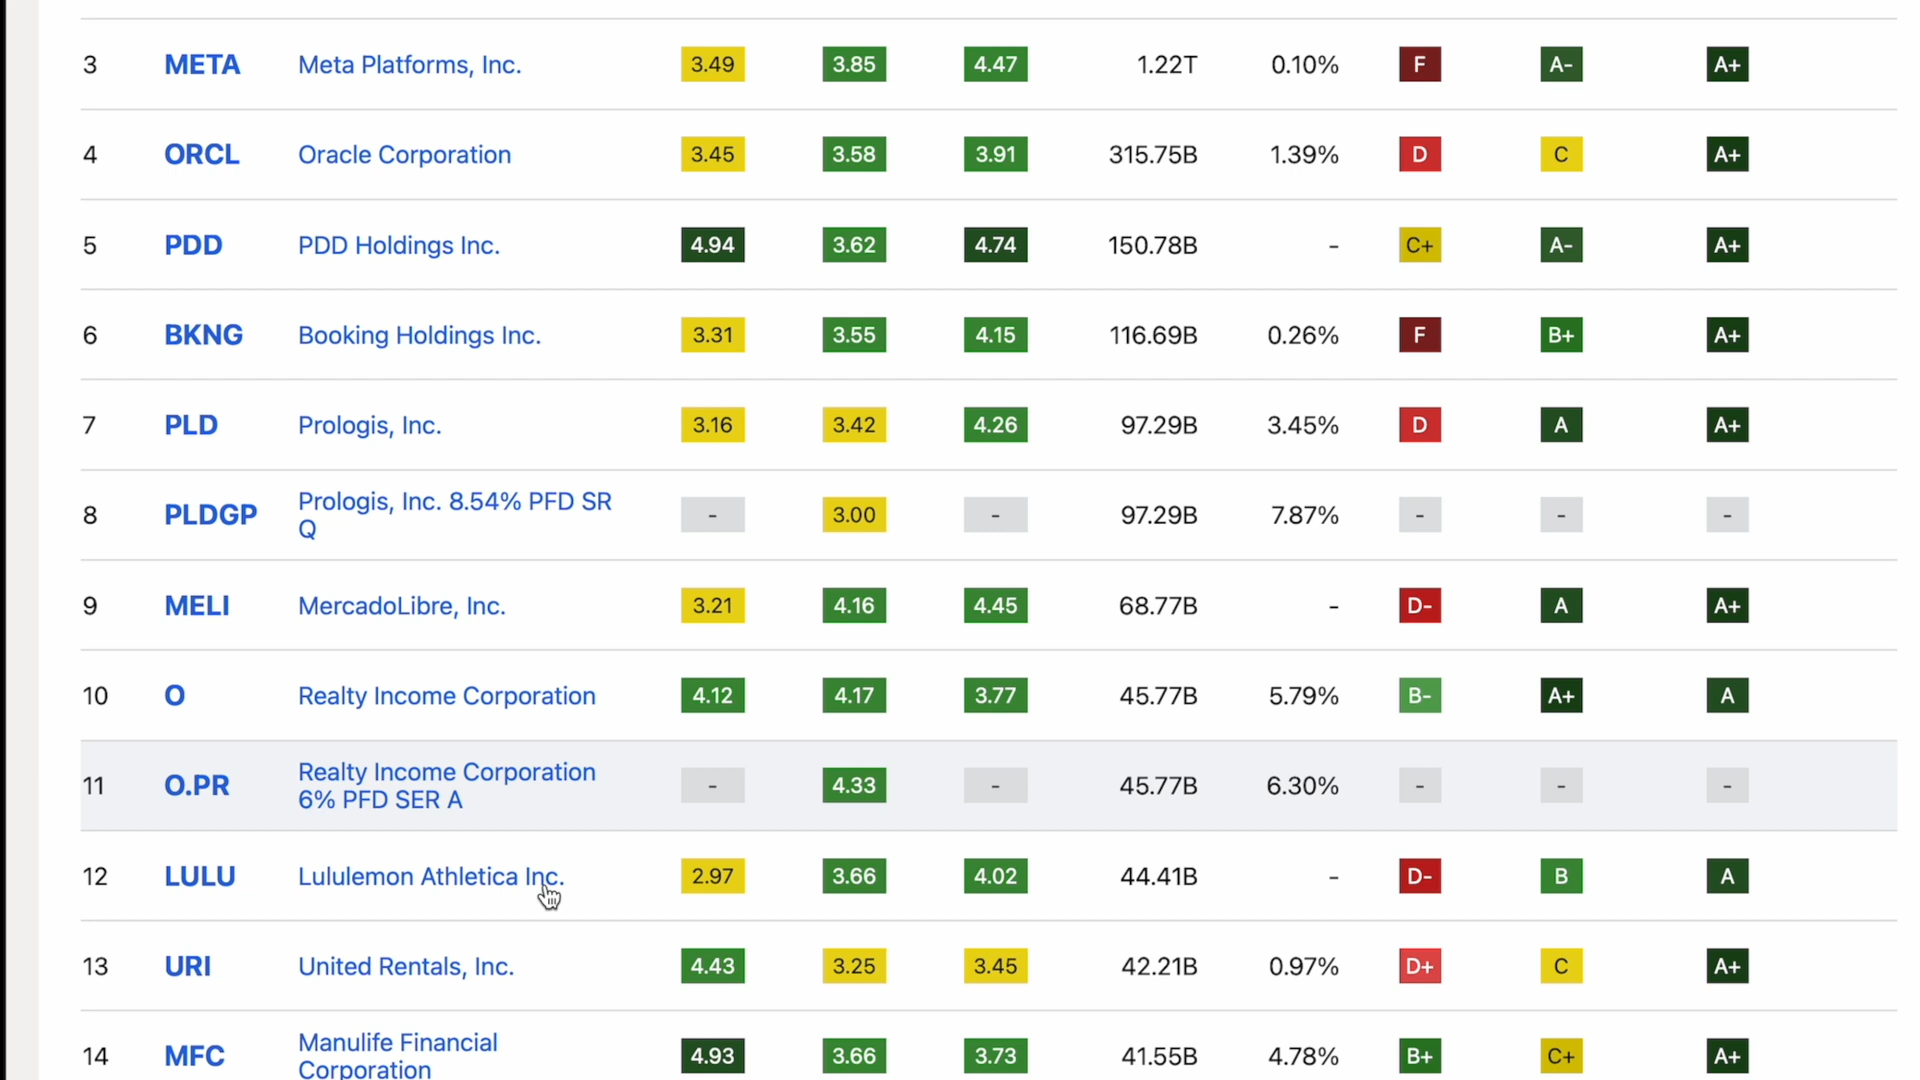 3 META Meta Platforms, Inc. 3.49 3.85 4.47 1.22T 0.10% F A- A+
4 ORCL Oracle Corporation 3.45 3.58 3.91 315.75B 1.39% D C A+
5 PDD PDD Holdings Inc. 4.94 3.62 4.74 150.78B - C+ A- A+
6 BKNG Booking Holdings Inc. 3.31 3.55 4.15 116.69B 0.26% F B+ A+
7 PLD Prologis, Inc. 3.16 3.42 4.26 97.29B 3.45% D A A+
8 PLDGP Prologis, Inc. 8.54% PFD SR
Q - 3.00 - 97.29B 7.87% - - -
9 MELI MercadoLibre, Inc. 3.21 4.16 4.45 68.77B - D- A A+
10 O Realty Income Corporation 4.12 4.17 3.77 45.77B 5.79% B- A+ A
11 O.PR Realty Income Corporation
6% PFD SER A - 4.33 - 45.77B 6.30% - - -
12 LULU Lululemon Athletica Inc. 2.97 3.66 4.02 44.41B - D- B A
13 URI United Rentals, Inc. 4.43 3.25 3.45 42.21B 0.97% D+ C A+
14 MFC Manulife Financial
Corporation 4.93 3.66 3.73 41.55B 4.78% B+ C+ A+